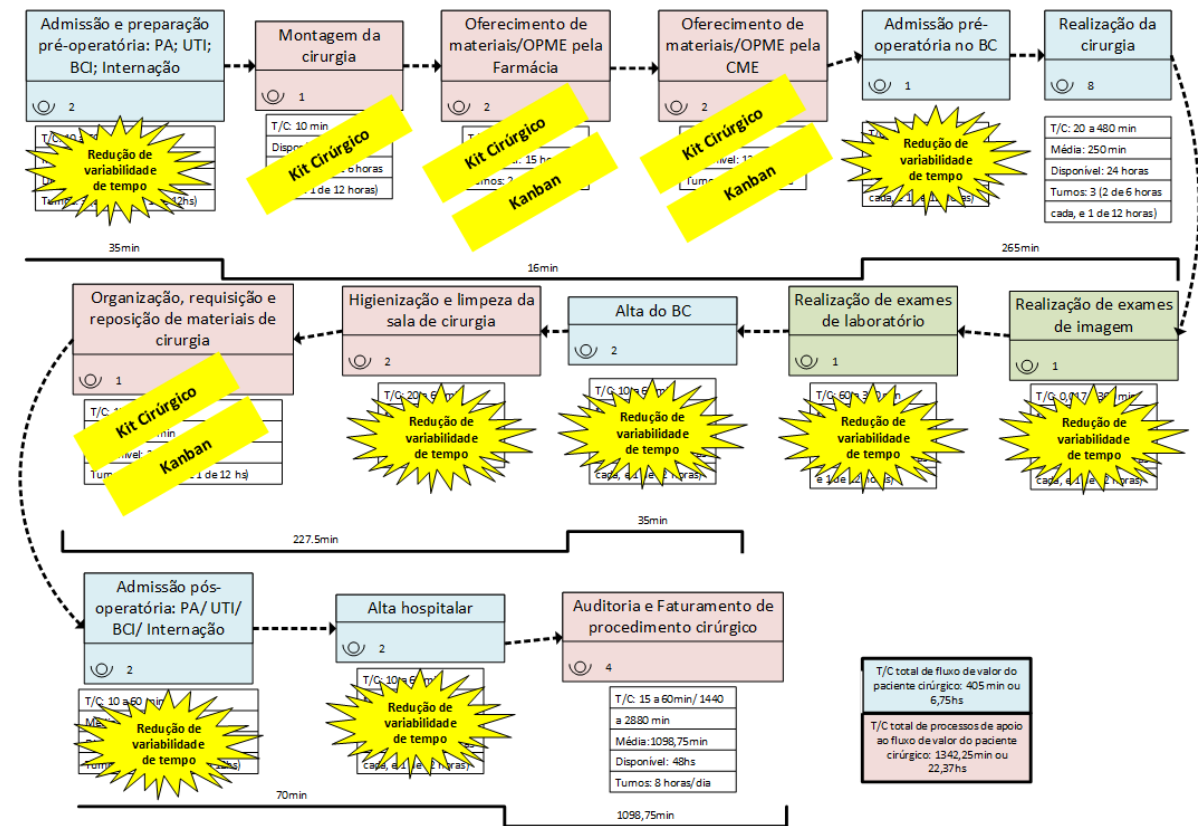 Admissão e preparação
pré-operatória: PA; UTI;
BCI; Internação
2
Redução de
variabilidade
de tempo
Montagem da
cirurgia
1
T/C: 10 min
Kit Cirúrgico
6 horas
1 de 12 horas)
Oferecimento de
materiais/OPME pela
Farmácia
2
Kit Cirúrgico
Kanban
15
Oferecimento de
materiais/OPME pela
CME
2
Kit Cirúrgico
Kanban
Admissão pré-
operatória no BC
1
Redução de
variabilidade
de tempo
Realização da
cirurgia
8
T/C: 20 a 480 min
Média: 250 min
Disponível: 24 horas
Turnos: 3 (2 de 6 horas
cada, e 1 de 12 horas)
35min
16min
265min
Organização, requisição e
reposição de materiais de
cirurgia
1
Kit Cirúrgico
Kanban
1 de 12 hs)
Higienização e limpeza da
sala de cirurgia
2
Redução de
variabilidade
de tempo
Alta do BC
2
Redução de
variabilidade
de tempo
Realização de exames
de laboratório
1
Redução de
variabilidade
de tempo
Realização de exames
de imagem
1
Redução de
variabilidade
de tempo
227.5min
35min
Admissão pós-
operatória: PA/ UTI/
BCI/ Internação
2
T/C: 10 a 60 min
Redução de
variabilidade
de tempo
Alta hospitalar
2
Redução de
variabilidade
de tempo
Auditoria e Faturamento de
procedimento cirúrgico
4
T/C: 15 a 60min/ 1440
a 2880 min
Média:1098,75min
Disponível: 48hs
Turnos: 8 horas/dia
T/C total de fluxo de valor do
paciente cirúrgico: 405 min ou
6,75hs
T/C total de processos de apoio
ao fluxo de valor do paciente
cirúrgico: 1342,25min ou
22,37hs
70min
1098,75min